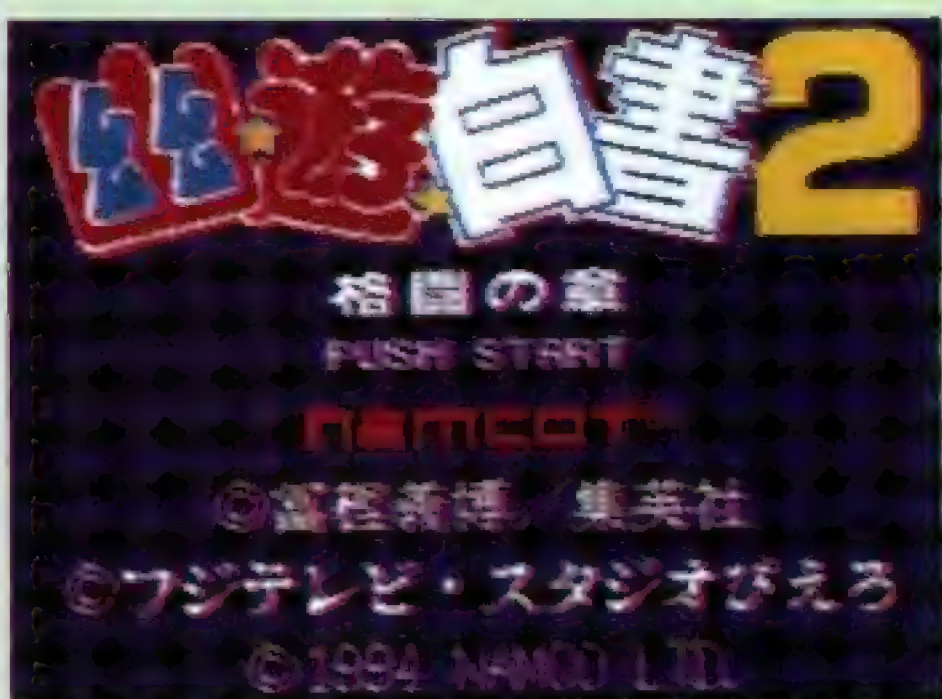 幽遊白書2
格闘の章
PUSH START
namcot
©冨樫義博/集英社
©フジテレビ・スタジオぴえろ
©1994 NAMCO LTD.